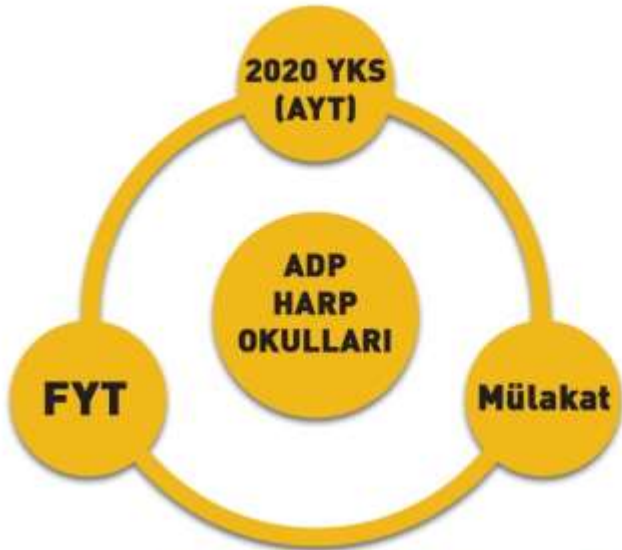 2020 YKS
(AYT)
ADP
HARP
OKULLARI
FYT
Mülakat